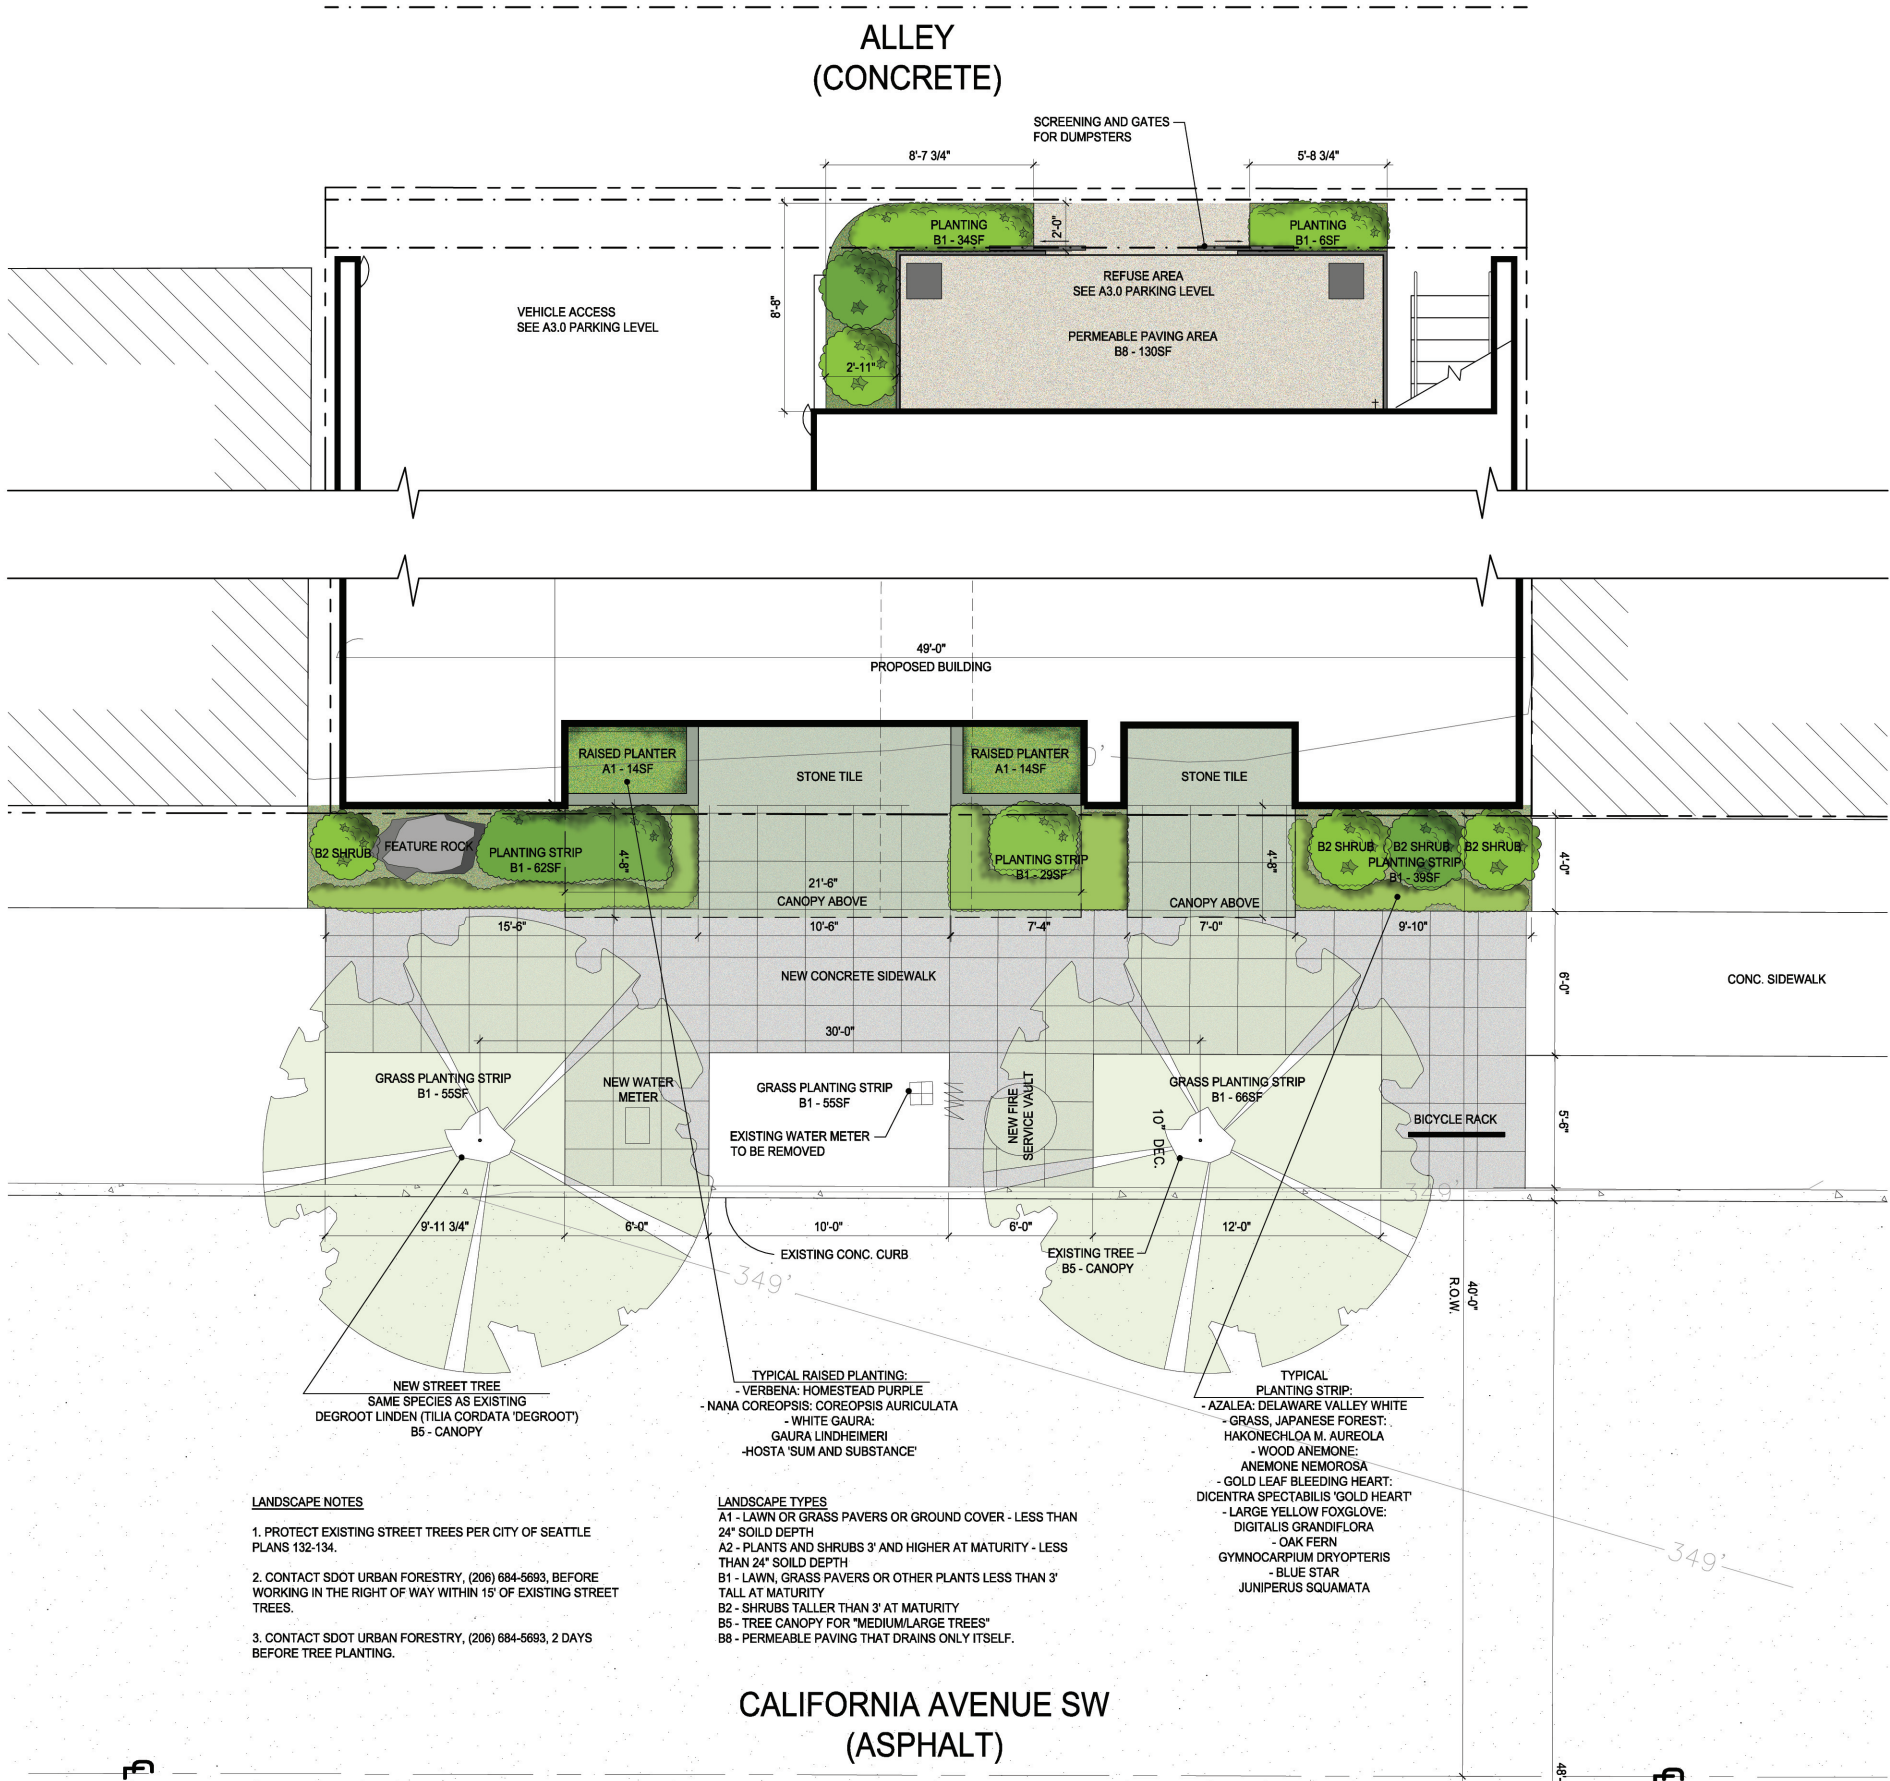 ALLEY
(CONCRETE)
SCREENING AND GATES
FOR DUMPSTERS
8'-7 3/4"
5'-8 3/4"
PLANTING
B1 - 34SF
2'-0"
PLANTING
B1 - 6SF
8'-8"
REFUSE AREA
SEE A3.0 PARKING LEVEL
VEHICLE ACCESS
SEE A3.0 PARKING LEVEL
PERMEABLE PAVING AREA
B8 - 130SF
2'-11"
49'-0"
PROPOSED BUILDING
RAISED PLANTER
A1 - 14SF
STONE TILE
RAISED PLANTER
A1 - 14SF
STONE TILE
B2 SHRUB
FEATURE ROCK
PLANTING STRIP
B1 - 62SF
4'-8"
21'-6"
CANOPY ABOVE
PLANTING STRIP
B1 - 29SF
4'-8"
CANOPY ABOVE
B2 SHRUB
B2 SHRUB
B2 SHRUB
PLANTING STRIP
B1 - 39SF
4'-0"
15'-6"
10'-6"
7'-4"
7'-0"
9'-10"
NEW CONCRETE SIDEWALK
6'-0"
CONC. SIDEWALK
30'-0"
GRASS PLANTING STRIP
B1 - 55SF
NEW WATER
METER
GRASS PLANTING STRIP
B1 - 55SF
EXISTING WATER METER
TO BE REMOVED
NEW FIRE
SERVICE VAULT
GRASS PLANTING STRIP
B1 - 66SF
10" DEC.
BICYCLE RACK
5'-6"
349'
9'-11 3/4"
6'-0"
10'-0"
6'-0"
12'-0"
EXISTING CONC. CURB
EXISTING TREE
B5 - CANOPY
349'
40'-0"
R.O.W.
NEW STREET TREE
SAME SPECIES AS EXISTING
DEGROOT LINDEN (TILIA CORDATA 'DEGROOT')
B5 - CANOPY
TYPICAL RAISED PLANTING:
- VERBENA: HOMESTEAD PURPLE
- NANA COREOPSIS: COREOPSIS AURICULATA
- WHITE GAURA:
GAURA LINDHEIMERI
-HOSTA 'SUM AND SUBSTANCE'
TYPICAL
PLANTING STRIP:
- AZALEA: DELAWARE VALLEY WHITE
- GRASS, JAPANESE FOREST:
HAKONECHLOA M. AUREOLA
- WOOD ANEMONE:
ANEMONE NEMOROSA
- GOLD LEAF BLEEDING HEART:
DICENTRA SPECTABILIS 'GOLD HEART'
- LARGE YELLOW FOXGLOVE:
DIGITALIS GRANDIFLORA
- OAK FERN
GYMNOCARPIUM DRYOPTERIS
- BLUE STAR
JUNIPERUS SQUAMATA
349'
LANDSCAPE NOTES
1. PROTECT EXISTING STREET TREES PER CITY OF SEATTLE
PLANS 132-134.
2. CONTACT SDOT URBAN FORESTRY, (206) 684-5693, BEFORE
WORKING IN THE RIGHT OF WAY WITHIN 15' OF EXISTING STREET
TREES.
3. CONTACT SDOT URBAN FORESTRY, (206) 684-5693, 2 DAYS
BEFORE TREE PLANTING.
LANDSCAPE TYPES
A1 - LAWN OR GRASS PAVERS OR GROUND COVER - LESS THAN
24" SOILD DEPTH
A2 - PLANTS AND SHRUBS 3' AND HIGHER AT MATURITY - LESS
THAN 24" SOILD DEPTH
B1 - LAWN, GRASS PAVERS OR OTHER PLANTS LESS THAN 3'
TALL AT MATURITY
B2 - SHRUBS TALLER THAN 3' AT MATURITY
B5 - TREE CANOPY FOR "MEDIUM/LARGE TREES"
B8 - PERMEABLE PAVING THAT DRAINS ONLY ITSELF.
CALIFORNIA AVENUE SW
(ASPHALT)